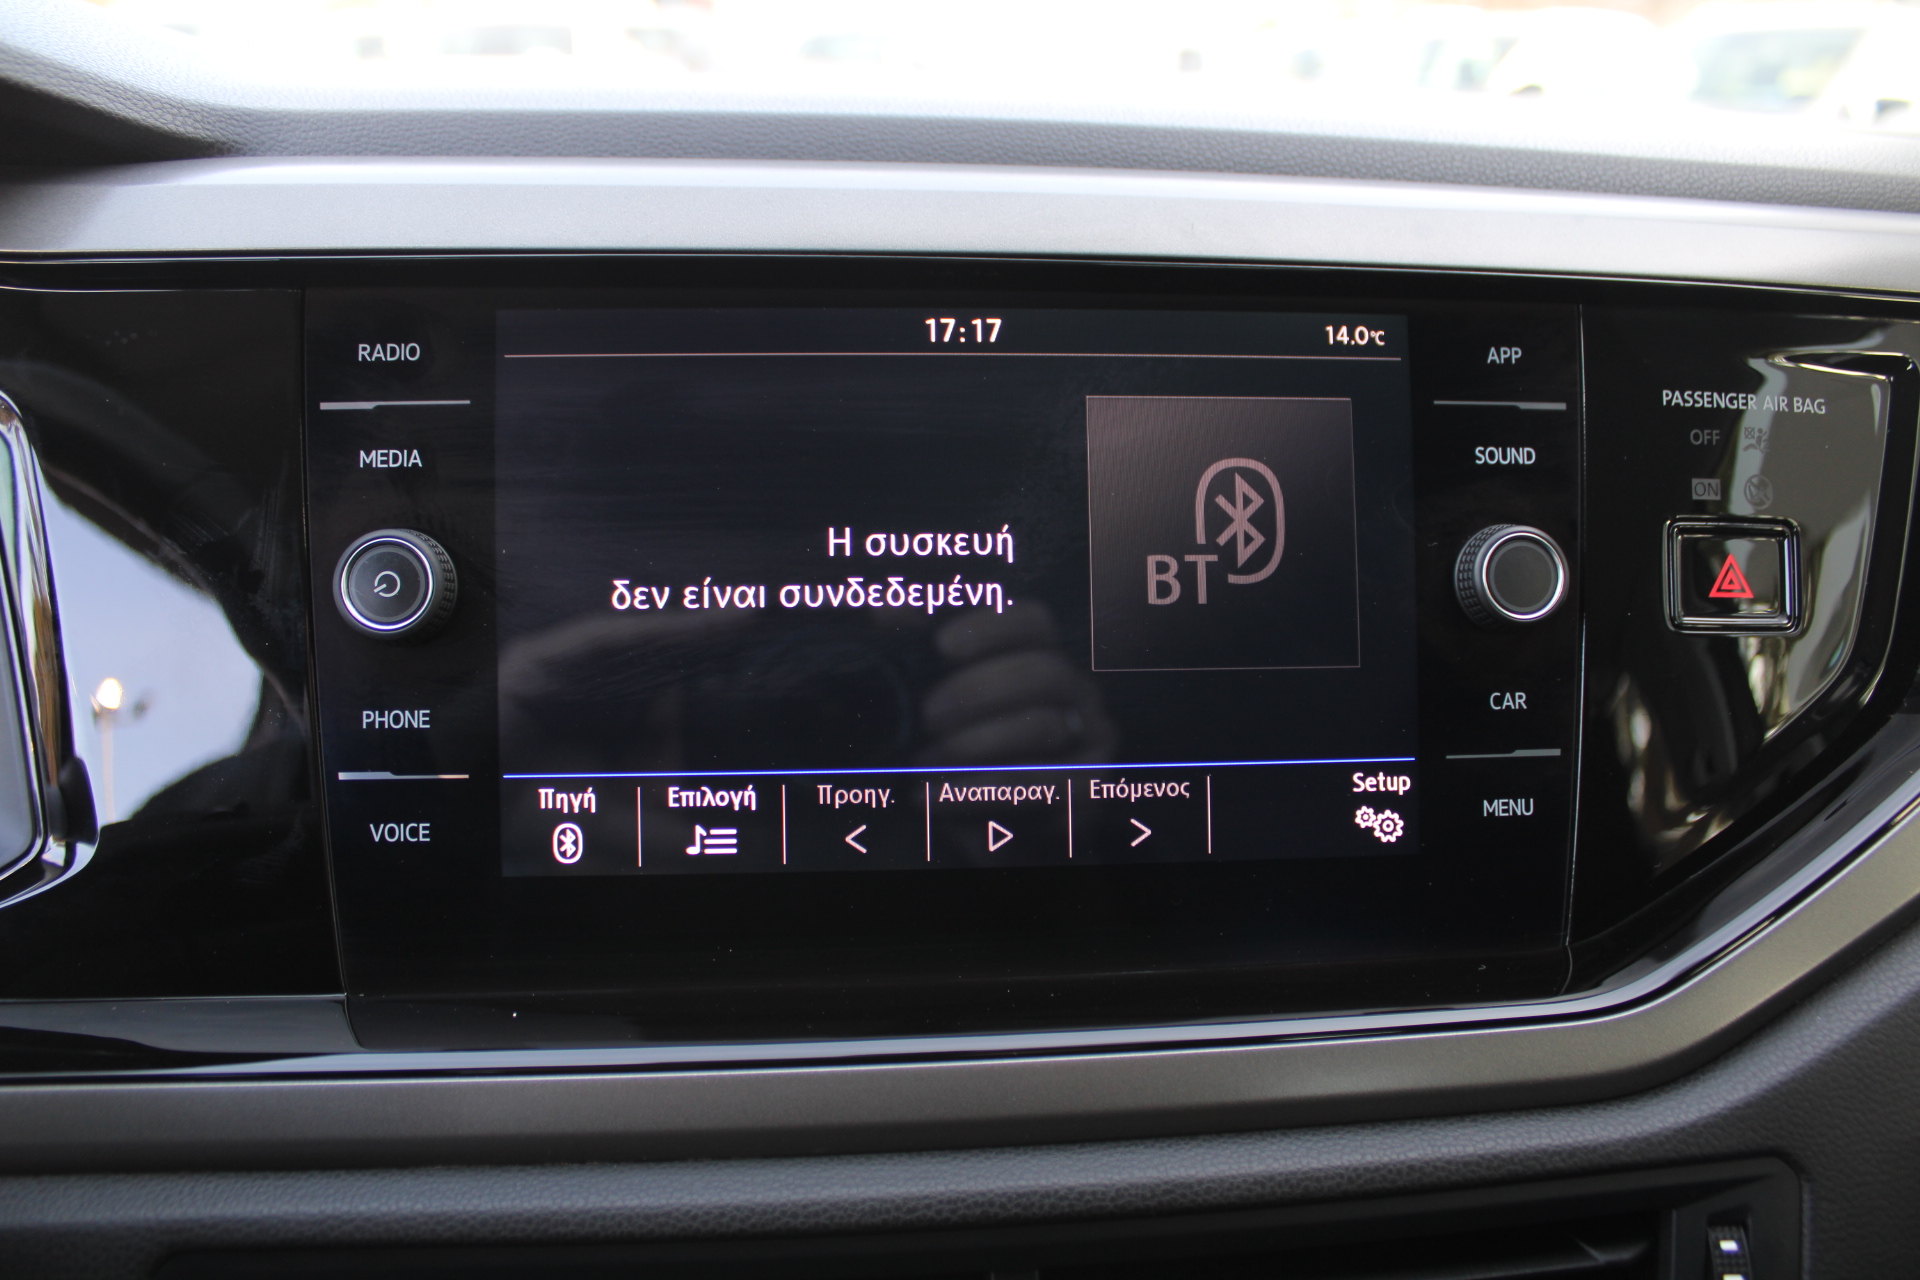 17:17
14.0°C
RADIO
MEDIA
PHONE
VOICE
Η συσκευή
δεν είναι συνδεδεμένη.
BT
Πηγή
Επιλογή
Προηγ.
Αναπαραγ.
Επόμενος
Setup
APP
SOUND
CAR
MENU
PASSENGER AIR BAG
OFF
ON